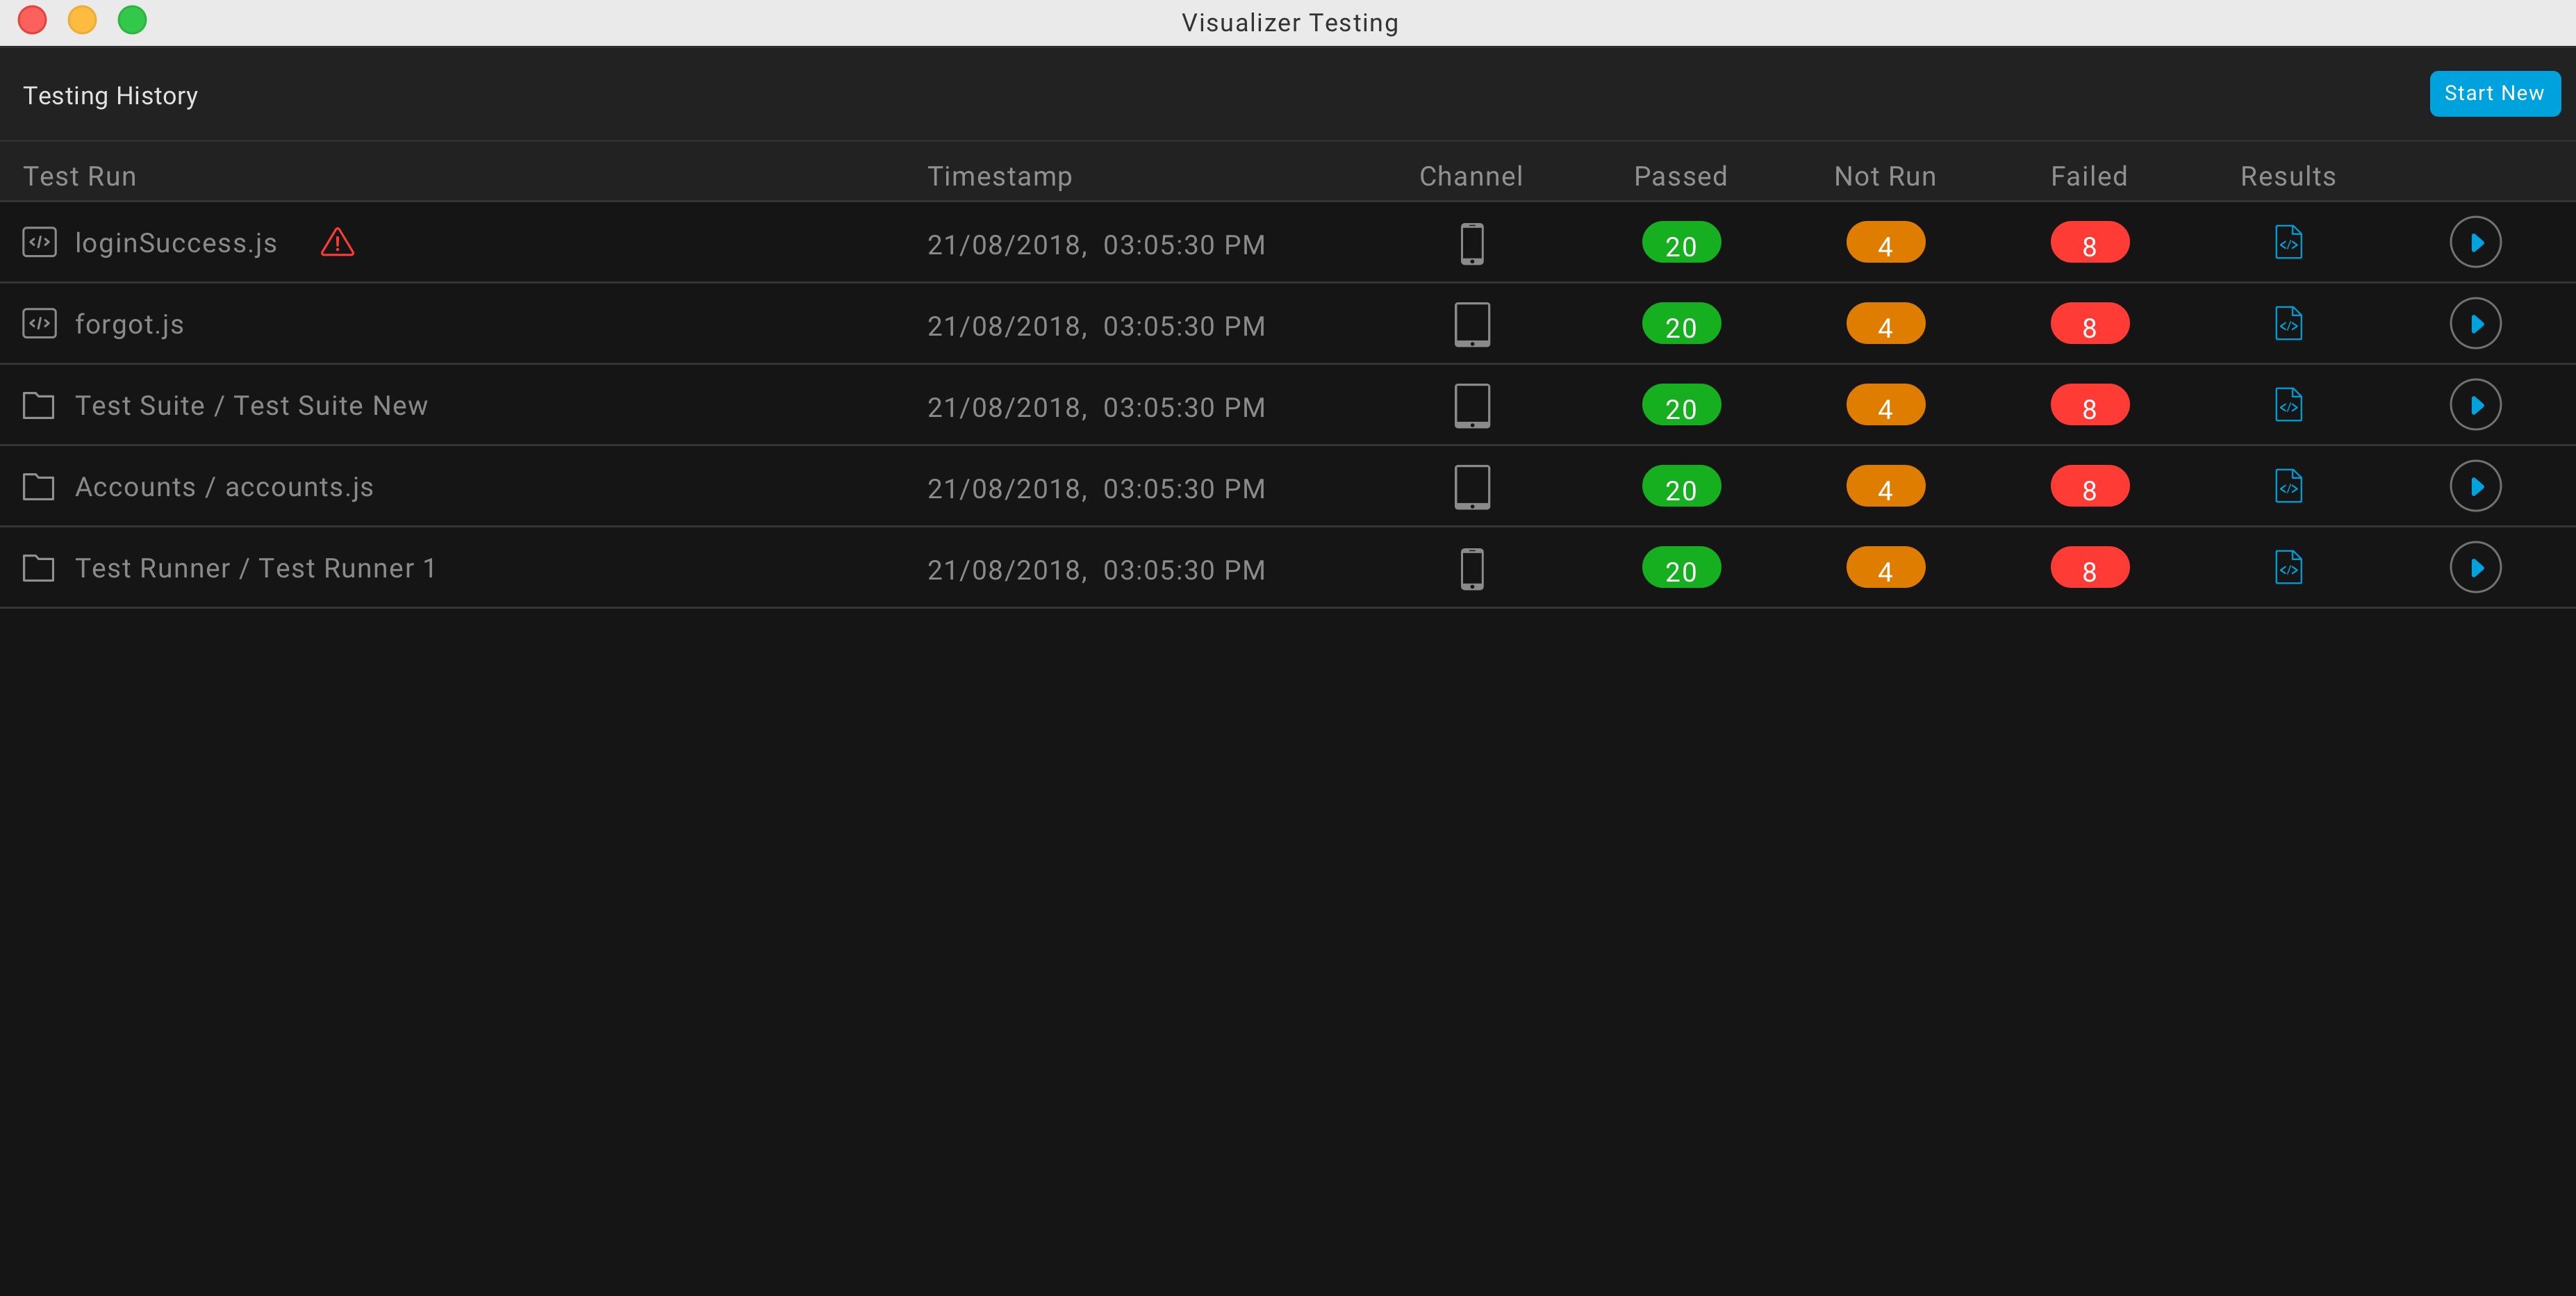 Visualizer Testing
Testing History
Start New
Test Run Timestamp Channel Passed Not Run Failed Results
loginSuccess.js 21/08/2018, 03:05:30 PM 20 4 8
forgot.js 21/08/2018, 03:05:30 PM 20 4 8
Test Suite / Test Suite New 21/08/2018, 03:05:30 PM 20 4 8
Accounts / accounts.js 21/08/2018, 03:05:30 PM 20 4 8
Test Runner / Test Runner 1 21/08/2018, 03:05:30 PM 20 4 8